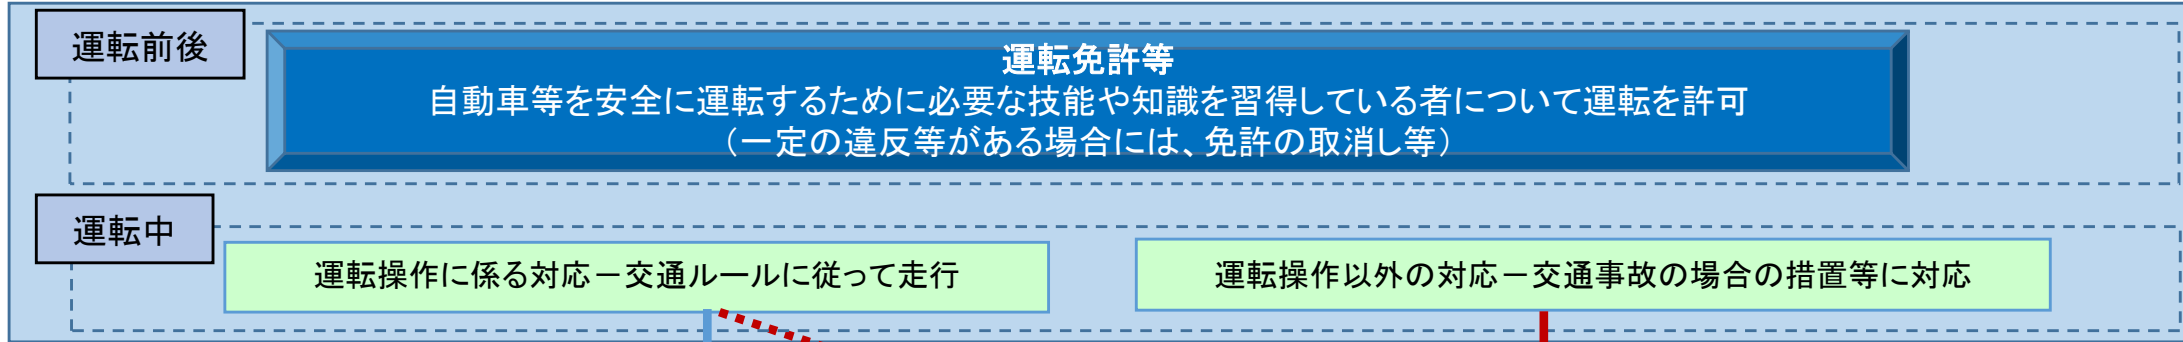 運転前後
運転免許等
自動車等を安全に運転するために必要な技能や知識を習得している者について運転を許可
（一定の違反等がある場合には、免許の取消し等）
運転中
運転操作に係る対応－交通ルールに従って走行
運転操作以外の対応－交通事故の場合の措置等に対応